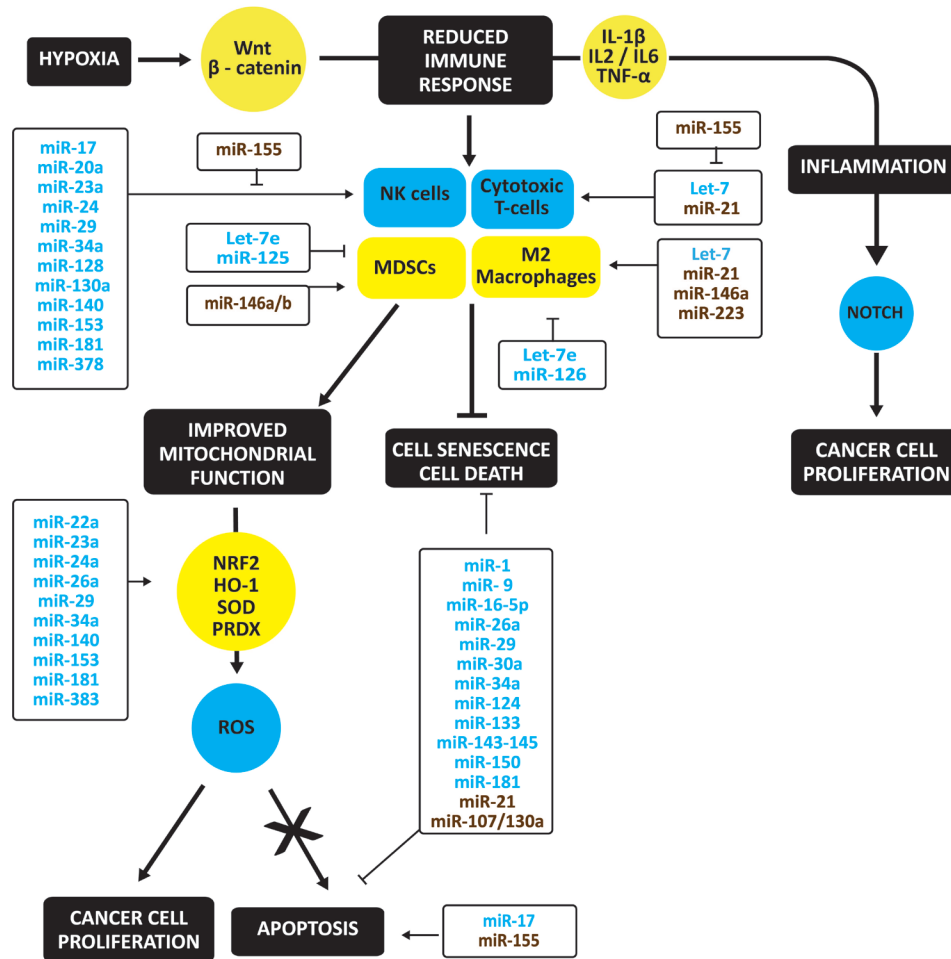 HYPOXIA
Wnt
β - catenin
REDUCED
IMMUNE
RESPONSE
IL-1β
IL2 / IL6
TNF-α
miR-17
miR-20a
miR-23a
miR-24
miR-29
miR-34a
miR-128
miR-130a
miR-140
miR-153
miR-181
miR-378
miR-155
NK cells
Cytotoxic
T-cells
miR-155
Let-7
miR-21
INFLAMMATION
Let-7e
miR-125
miR-146a/b
MDSCs
M2
Macrophages
Let-7
miR-21
miR-146a
miR-223
Let-7e
miR-126
NOTCH
IMPROVED
MITOCHONDRIAL
FUNCTION
CELL SENESCENCE
CELL DEATH
CANCER CELL
PROLIFERATION
miR-22a
miR-23a
miR-24a
miR-26a
miR-29
miR-34a
miR-140
miR-153
miR-181
miR-383
NRF2
HO-1
SOD
PRDX
ROS
miR-1
miR- 9
miR-16-5p
miR-26a
miR-29
miR-30a
miR-34a
miR-124
miR-133
miR-143-145
miR-150
miR-181
miR-21
miR-107/130a
CANCER CELL
PROLIFERATION
APOPTOSIS
miR-17
miR-155